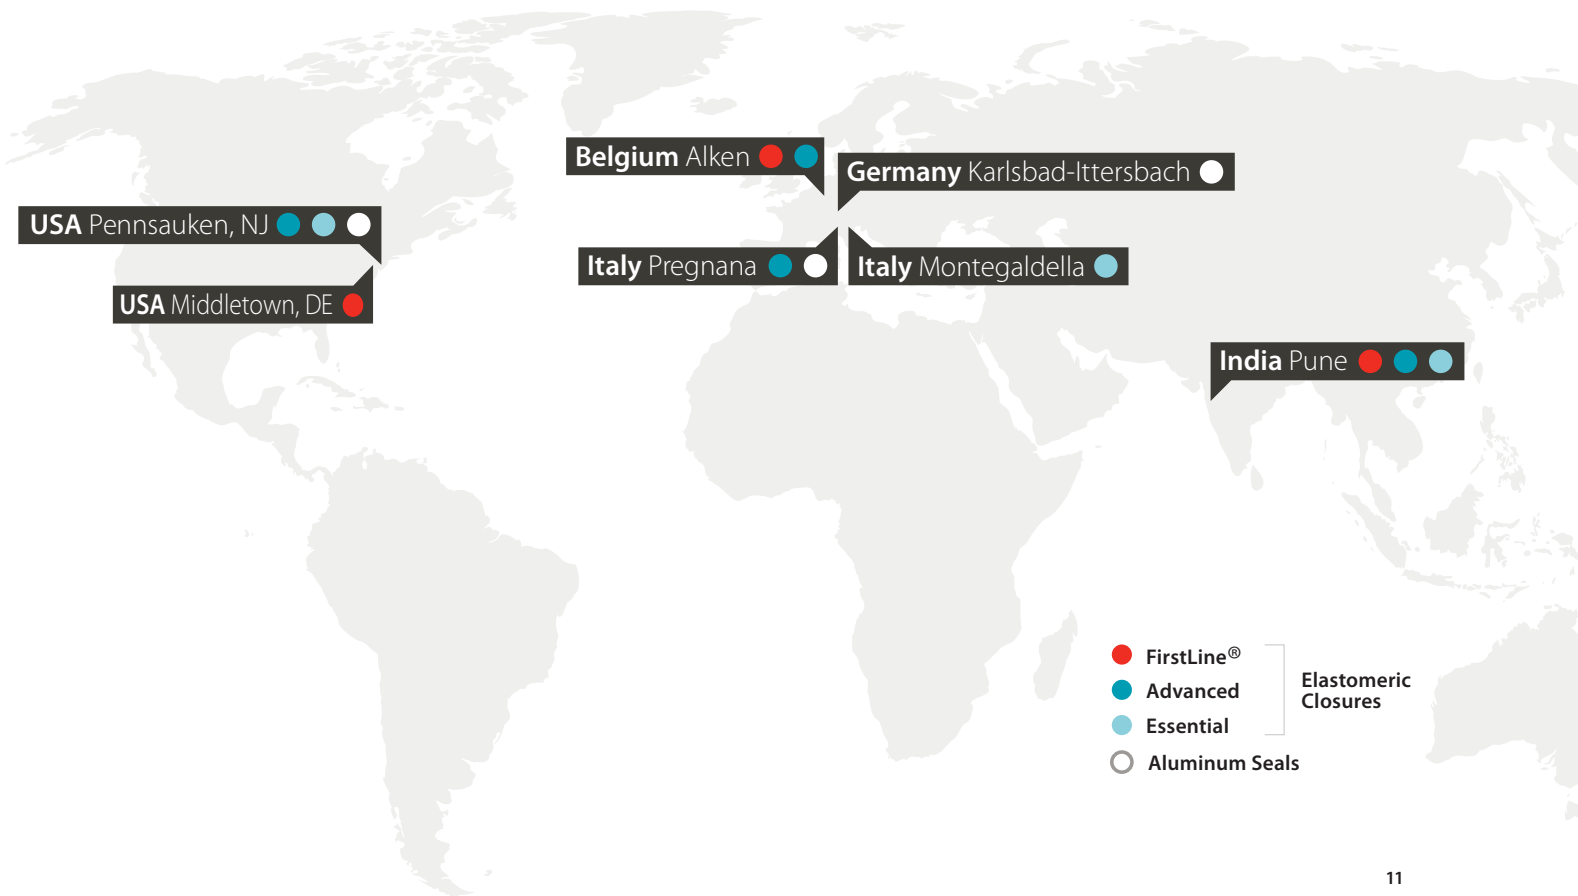 Belgium Alken
Germany Karlsbad-Ittersbach
USA Pennsauken, NJ
Italy Pregnana
Italy Montegaldella
USA Middletown, DE
India Pune
FirstLine®
Advanced
Essential
Elastomeric
Closures
Aluminum Seals
11